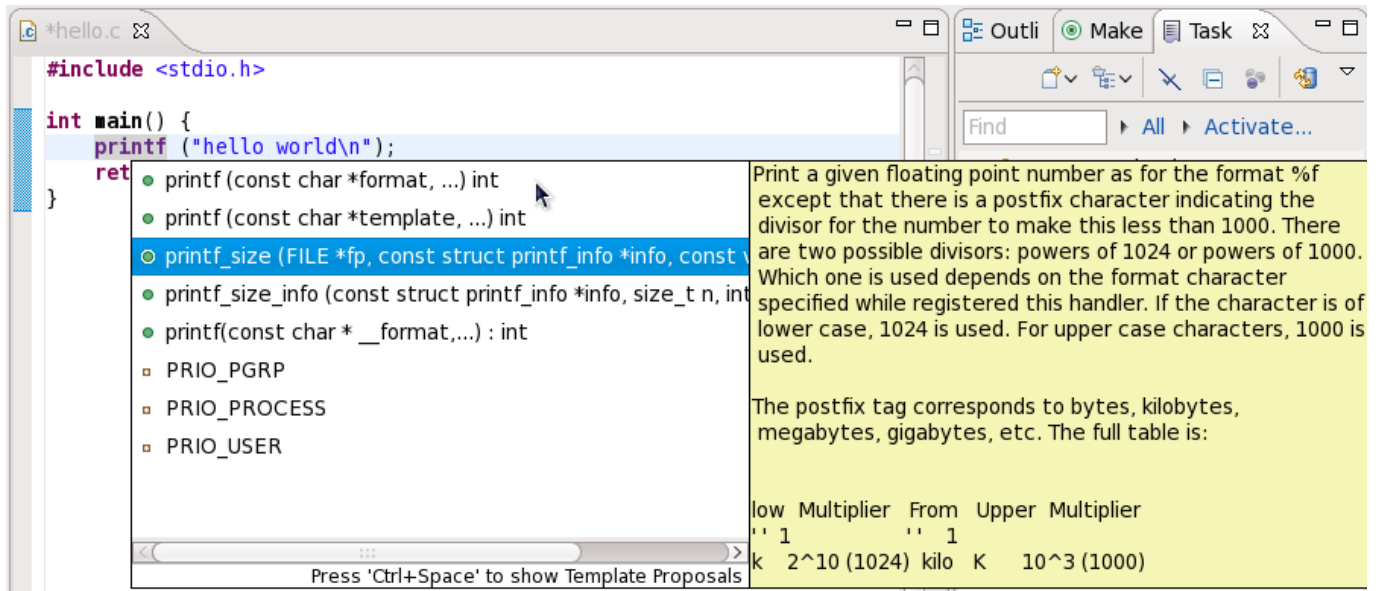 *hello.c
Outli
Make
Task
#include <stdio.h>
int main() {
printf ("hello world\n");
ret
}
Find
All
Activate...
printf (const char *format, ...) int
printf (const char *template, ...) int
printf_size (FILE *fp, const struct printf_info *info, const
printf_size_info (const struct printf_info *info, size_t n, int
printf(const char * __format,...) : int
PRIO_PGRP
PRIO_PROCESS
PRIO_USER
Press 'Ctrl+Space' to show Template Proposals
Print a given floating point number as for the format %f
except that there is a postfix character indicating the
divisor for the number to make this less than 1000. There
are two possible divisors: powers of 1024 or powers of 1000.
Which one is used depends on the format character
specified while registered this handler. If the character is of
lower case, 1024 is used. For upper case characters, 1000 is
used.
The postfix tag corresponds to bytes, kilobytes,
megabytes, gigabytes, etc. The full table is:
low Multiplier From Upper Multiplier
' ' 1 ' ' 1
k 2^10 (1024) kilo K 10^3 (1000)